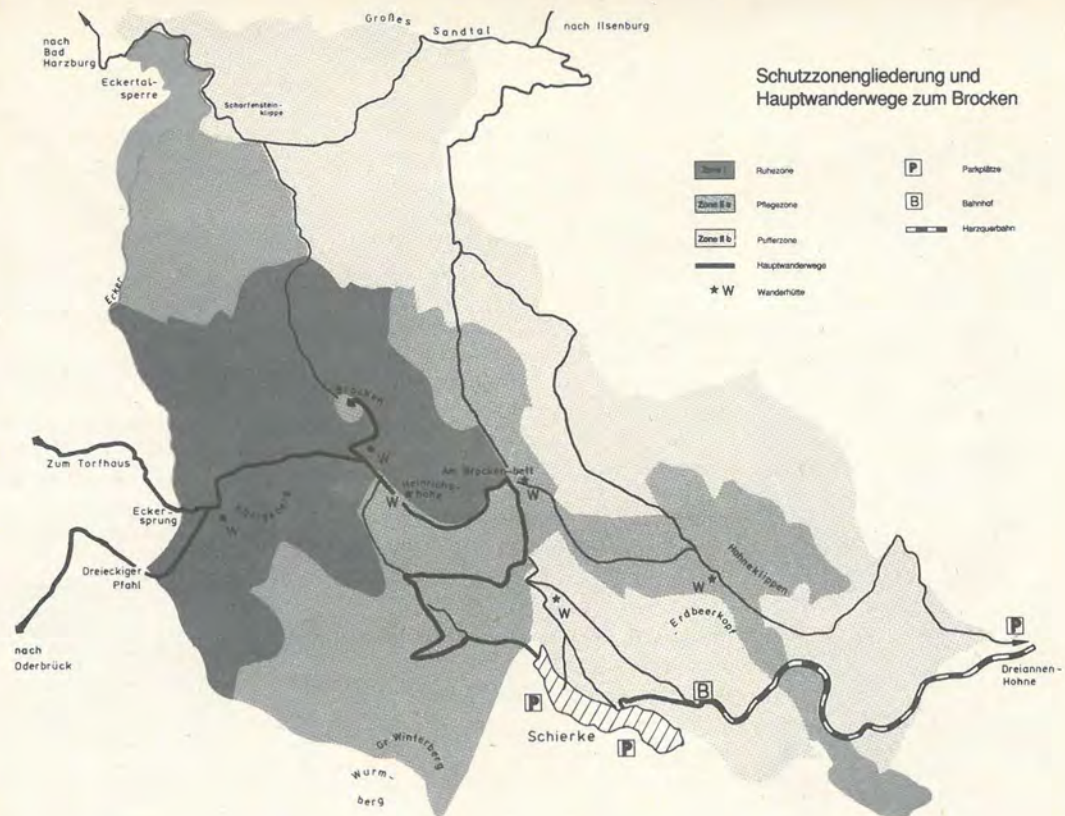 Schutzzonengliederung und
Hauptwanderwege zum Brocken
Zone I
Ruhezone
Zone II a
Pflegezone
Zone II b
Pufferzone
Hauptwanderwege
★ W
Wanderhütte
P
Parkplätze
B
Bahnhof
Harzquerbahn
Großes
Sandtal
nach Ilsenburg
nach
Bad
Harzburg
Eckertal-
sperre
Scharfenstein-
klippe
Ecker
Brocken
W
Zum Torfhaus
Am Brocken-bett
Heinrichs-
höhe
W
W
Ecker-
sprung
Königsberg
W
Hohneklippen
W
Dreieckiger
Pfahl
W
Erdbeerkopf
nach
Oderbrück
P
Dreiannen-
Hohne
B
P
Schierke
P
Gr. Winterberg
Wurm-
berg